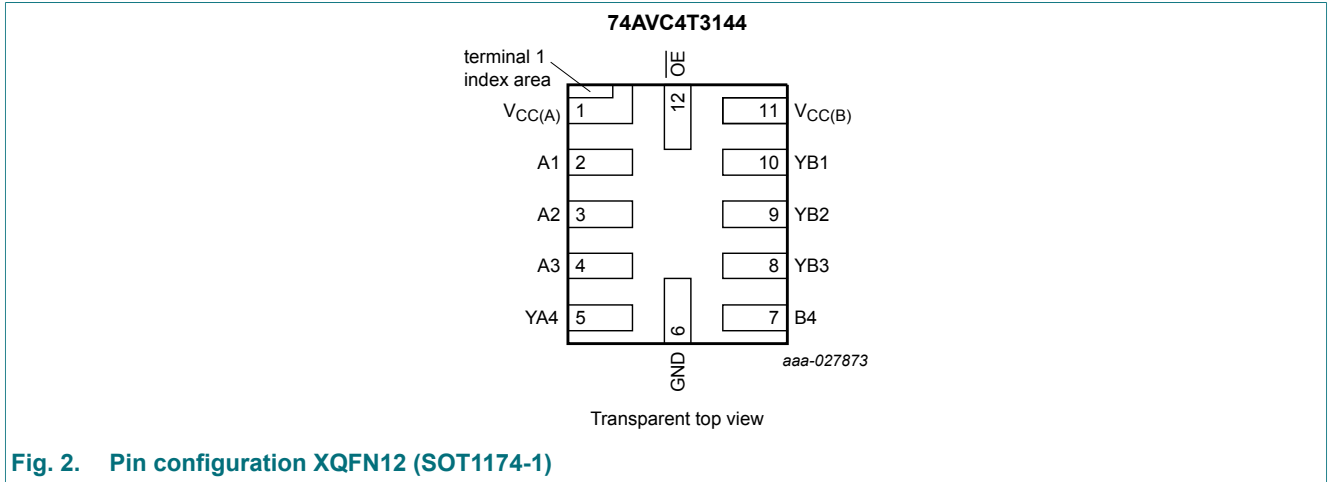 74AVC4T3144
terminal 1
index area
OE
VCC(A) 1
12
11 VCC(B)
A1 2
10 YB1
A2 3
9 YB2
A3 4
8 YB3
YA4 5
6
7 B4
GND
aaa-027873
Transparent top view
Fig. 2. Pin configuration XQFN12 (SOT1174-1)